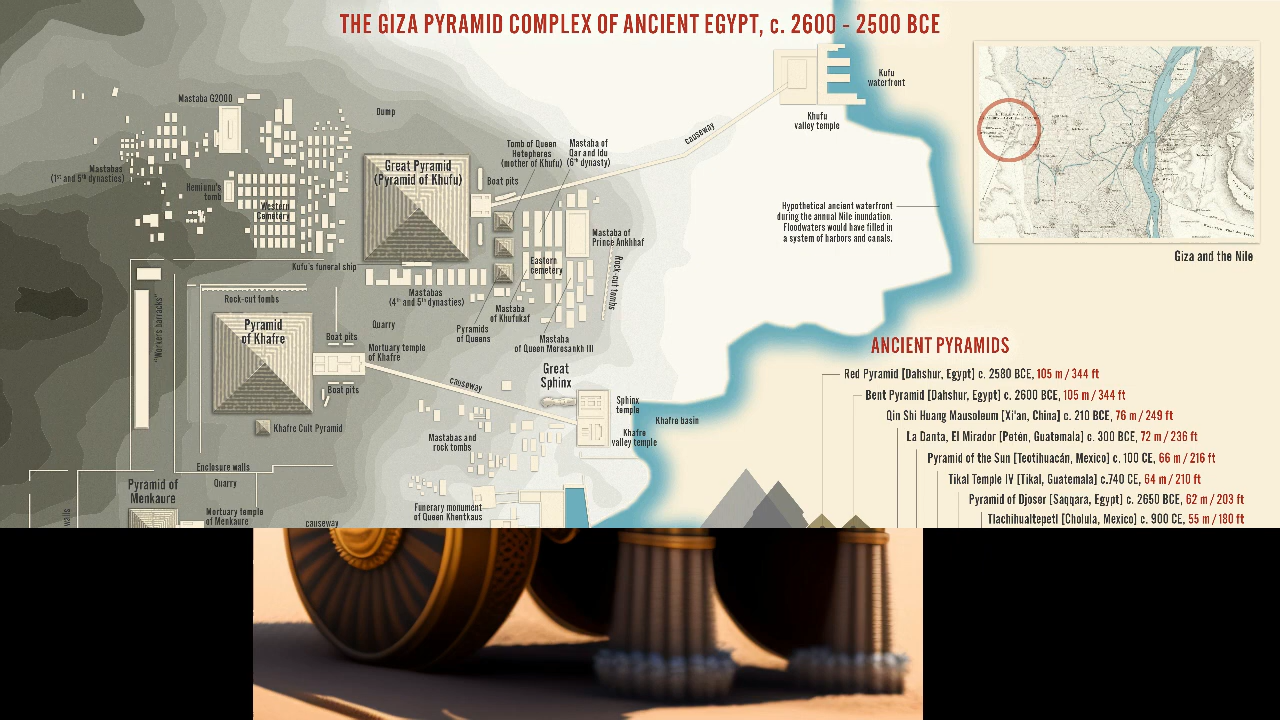 THE GIZA PYRAMID COMPLEX OF ANCIENT EGYPT, c. 2600 - 2500 BCE
Kufu
waterfront
Khufu
valley temple
causeway
Mastaba G2000
Dump
Mastabas
(1st and 5th dynasties)
Hemiunu's
tomb
Western
Cemetery
Great Pyramid
(Pyramid of Khufu)
Boat pits
Tomb of Queen
Hetepheres
(mother of Khufu)
Mastaba of
Qar and Idu
(6th dynasty)
Mastaba of
Prince Ankhhaf
Eastern
cemetery
Rock-cut tombs
Kufu's funeral ship
Mastabas
(4th and 5th dynasties)
Mastaba
of Khufukaf
Pyramids
of Queens
Mastaba
of Queen Meresankh III
Hypothetical ancient waterfront
during the annual Nile inundation.
Floodwaters would have filled in
a system of harbors and canals.
Giza and the Nile
"Workers barracks"
Rock-cut tombs
Pyramid
of Khafre
Boat pits
Quarry
Mortuary temple
of Khafre
Boat pits
Khafre Cult Pyramid
causeway
Great
Sphinx
Sphinx
temple
Khafre basin
Khafre
valley temple
Mastabas and
rock tombs
Enclosure walls
Quarry
Pyramid of
Menkaure
Mortuary temple
of Menkaure
walls
causeway
Funerary monument
of Queen Khentkaus
ANCIENT PYRAMIDS
Red Pyramid [Dahshur, Egypt] c. 2580 BCE, 105 m / 344 ft
Bent Pyramid [Dahshur, Egypt] c. 2600 BCE, 105 m / 344 ft
Qin Shi Huang Mausoleum [Xi'an, China] c. 210 BCE, 76 m / 249 ft
La Danta, El Mirador [Petén, Guatemala] c. 300 BCE, 72 m / 236 ft
Pyramid of the Sun [Teotihuacán, Mexico] c. 100 CE, 66 m / 216 ft
Tikal Temple IV [Tikal, Guatemala] c.740 CE, 64 m / 210 ft
Pyramid of Djoser [Saqqara, Egypt] c. 2650 BCE, 62 m / 203 ft
Tlachihualtepetl [Cholula, Mexico] c. 900 CE, 55 m / 180 ft